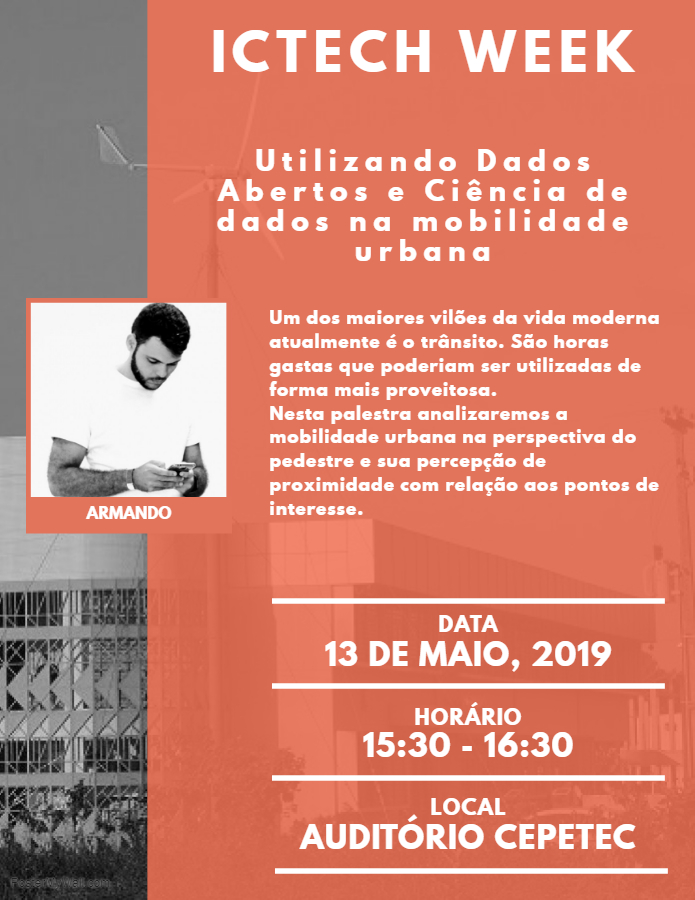 ICTECH WEEK
Utilizando Dados
Abertos e Ciência de
dados na mobilidade
urbana
Um dos maiores vilões da vida moderna
atualmente é o trânsito. São horas
gastas que poderiam ser utilizadas de
forma mais proveitosa.
Nesta palestra analizaremos a
mobilidade urbana na perspectiva do
pedestre e sua percepção de
proximidade com relação aos pontos de
interesse.
ARMANDO
DATA
13 DE MAIO, 2019
HORÁRIO
15:30 - 16:30
LOCAL
AUDITÓRIO CEPETEC
PosterMyWall.com